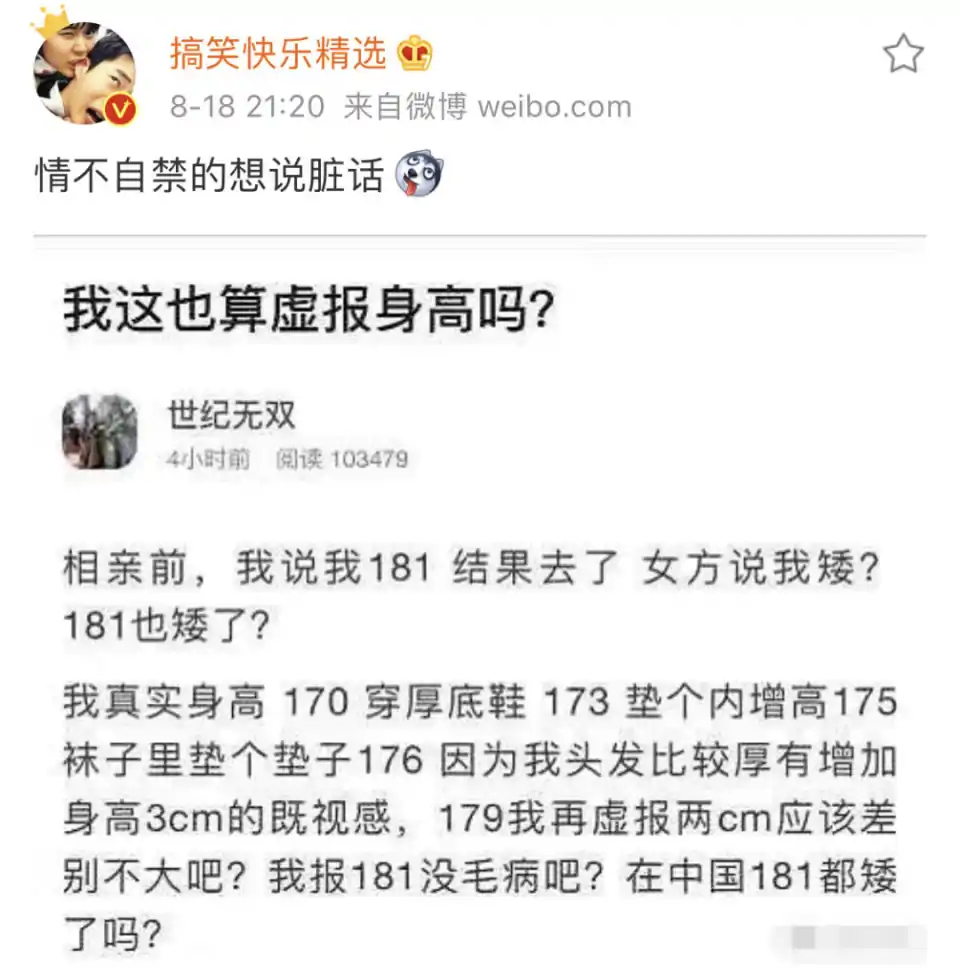 搞笑快乐精选
8-18 21:20 来自微博 weibo.com
情不自禁的想说脏话
我这也算虚报身高吗?
世纪无双
4小时前 阅读 103479
相亲前，我说我181 结果去了 女方说我矮?
181也矮了?
我真实身高 170 穿厚底鞋 173 垫个内增高175
袜子里垫个垫子176 因为我头发比较厚有增加
身高3cm的既视感，179我再虚报两cm应该差
别不大吧? 我报181没毛病吧? 在中国181都矮
了吗?